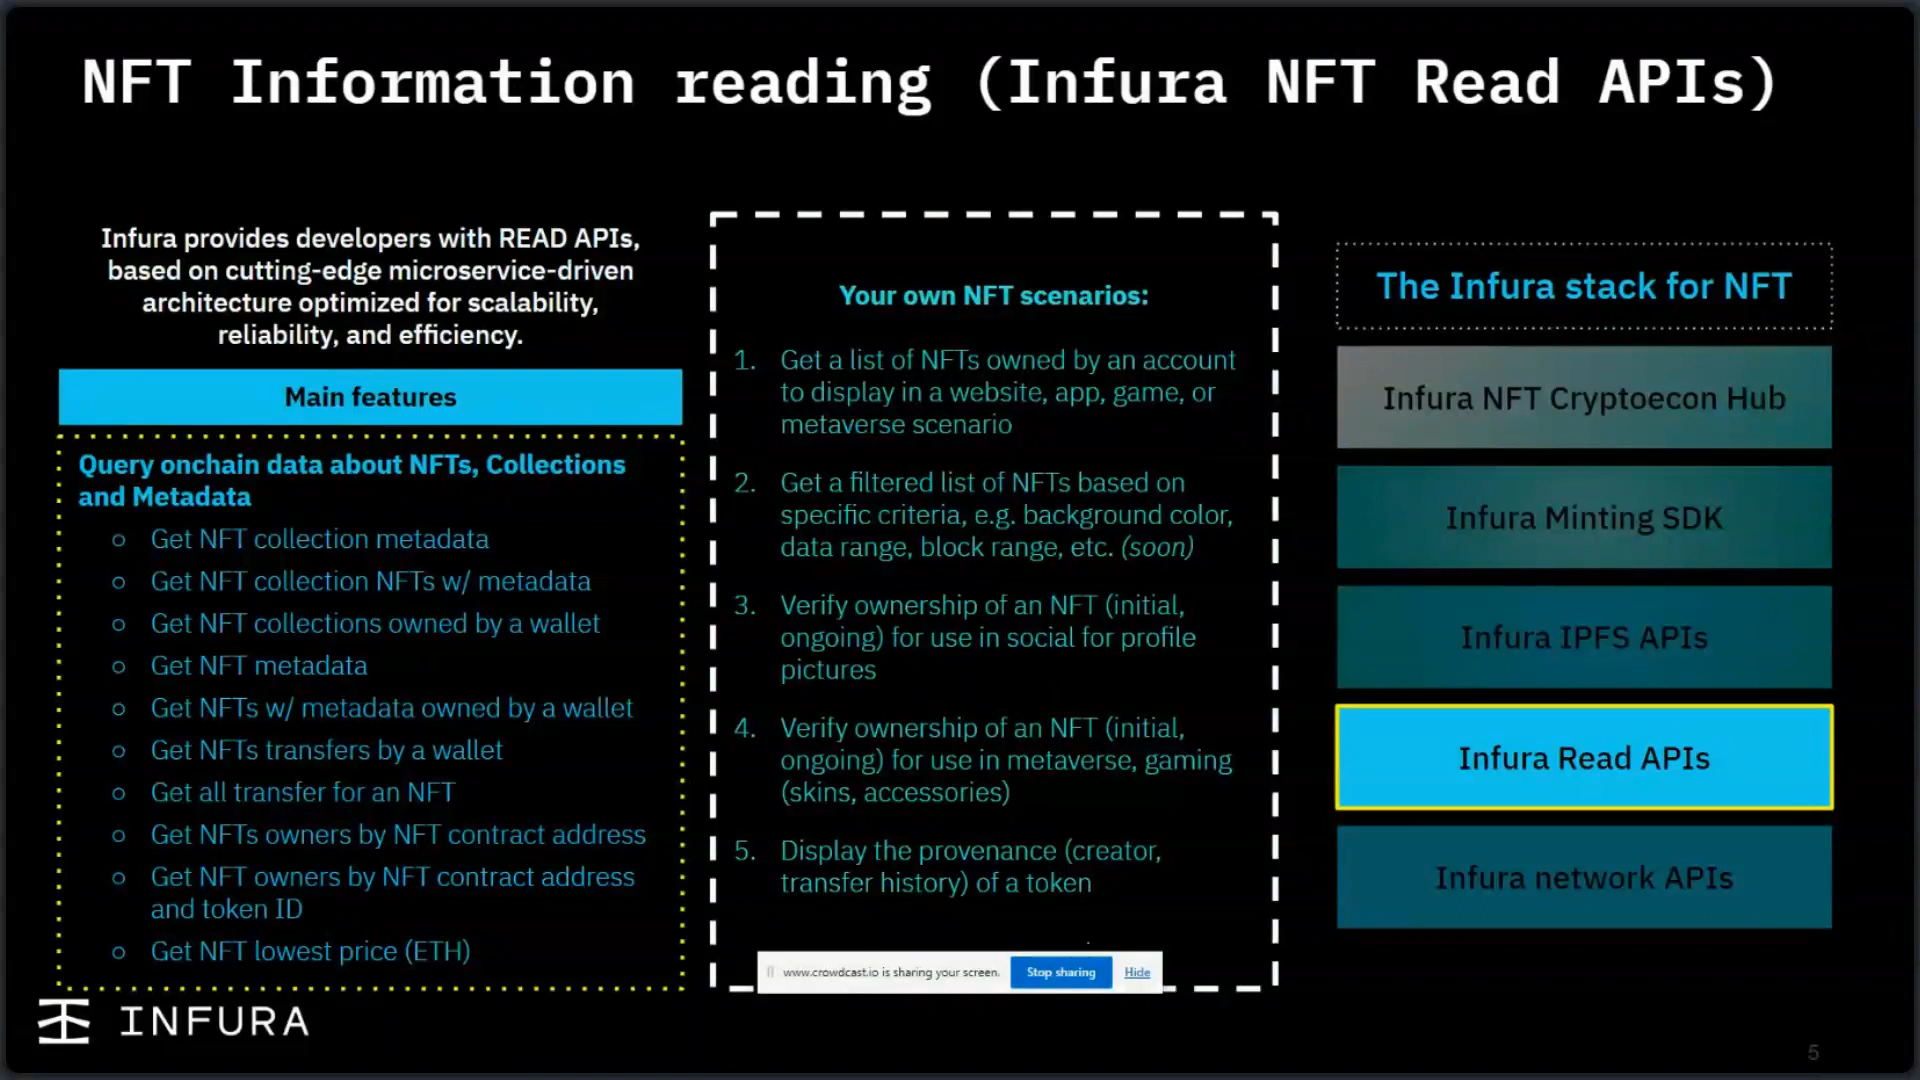 NFT Information reading (Infura NFT Read APIs)
Infura provides developers with READ APIs,
based on cutting-edge microservice-driven
architecture optimized for scalability,
reliability, and efficiency.
Main features
Query onchain data about NFTs, Collections
and Metadata
Get NFT collection metadata
Get NFT collection NFTs w/ metadata
Get NFT collections owned by a wallet
Get NFT metadata
Get NFTs w/ metadata owned by a wallet
Get NFTs transfers by a wallet
Get all transfer for an NFT
Get NFTs owners by NFT contract address
Get NFT owners by NFT contract address
and token ID
Get NFT lowest price (ETH)
Your own NFT scenarios:
1. Get a list of NFTs owned by an account
to display in a website, app, game, or
metaverse scenario
2. Get a filtered list of NFTs based on
specific criteria, e.g. background color,
data range, block range, etc. (soon)
3. Verify ownership of an NFT (initial,
ongoing) for use in social for profile
pictures
4. Verify ownership of an NFT (initial,
ongoing) for use in metaverse, gaming
(skins, accessories)
5. Display the provenance (creator,
transfer history) of a token
www.crowdcast.io is sharing your screen. Stop sharing Hide
The Infura stack for NFT
Infura NFT Cryptoecon Hub
Infura Minting SDK
Infura IPFS APIs
Infura Read APIs
Infura network APIs
INFURA
5